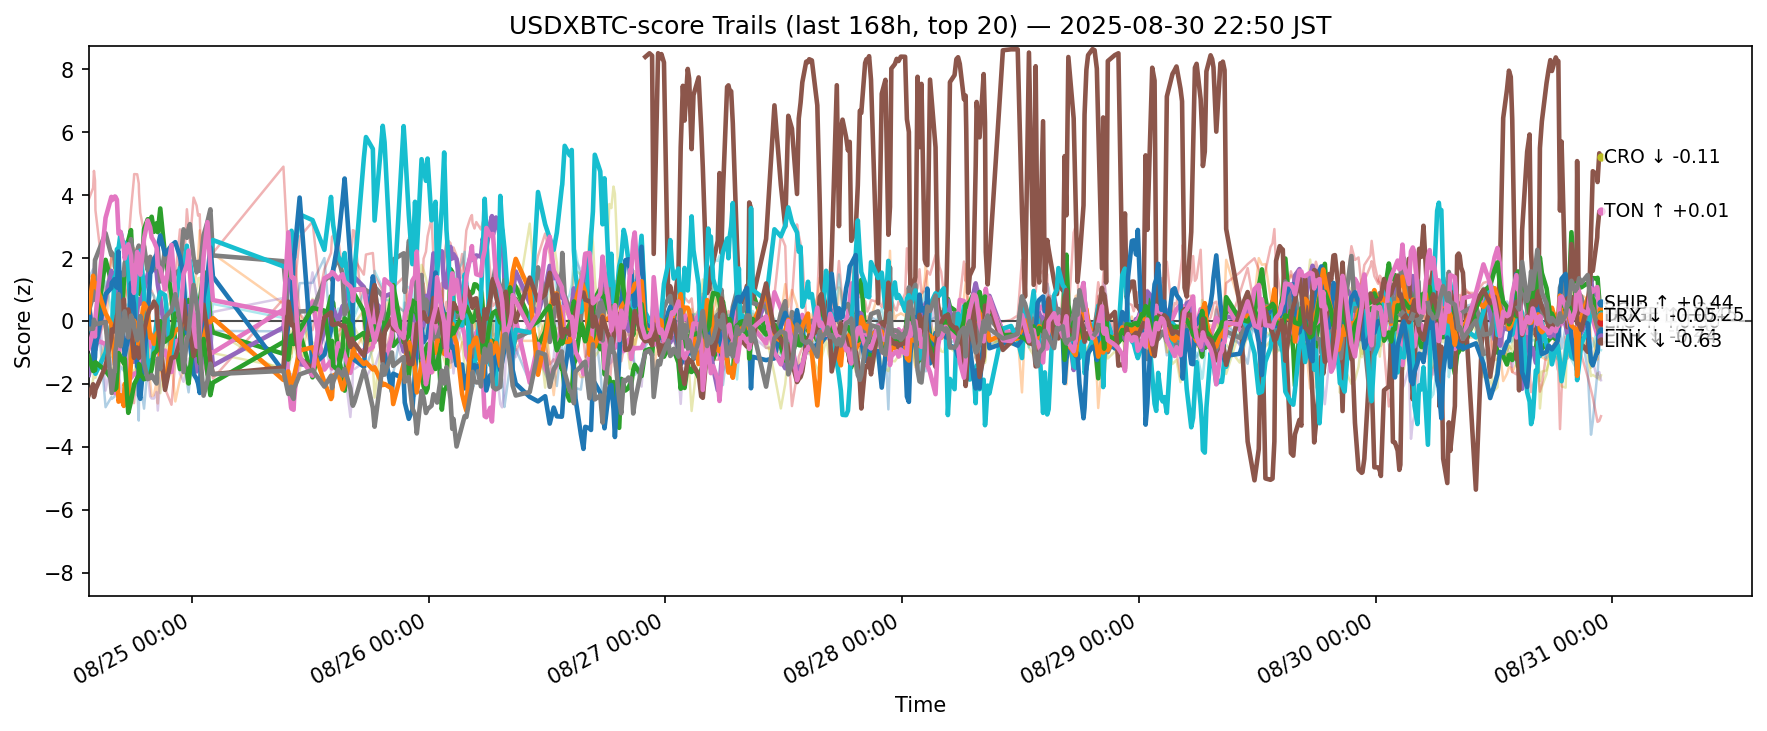 USDXBTC-score Trails (last 168h, top 20) — 2025-08-30 22:50 JST
Score (z)
8
6
4
2
0
−2
−4
−6
−8
CRO ↓ -0.11
TON ↑ +0.01
SHIB ↑ +0.44
TRX ↓ -0.05
LINK ↓ -0.63
08/25 00:00
08/26 00:00
08/27 00:00
08/28 00:00
08/29 00:00
08/30 00:00
08/31 00:00
Time